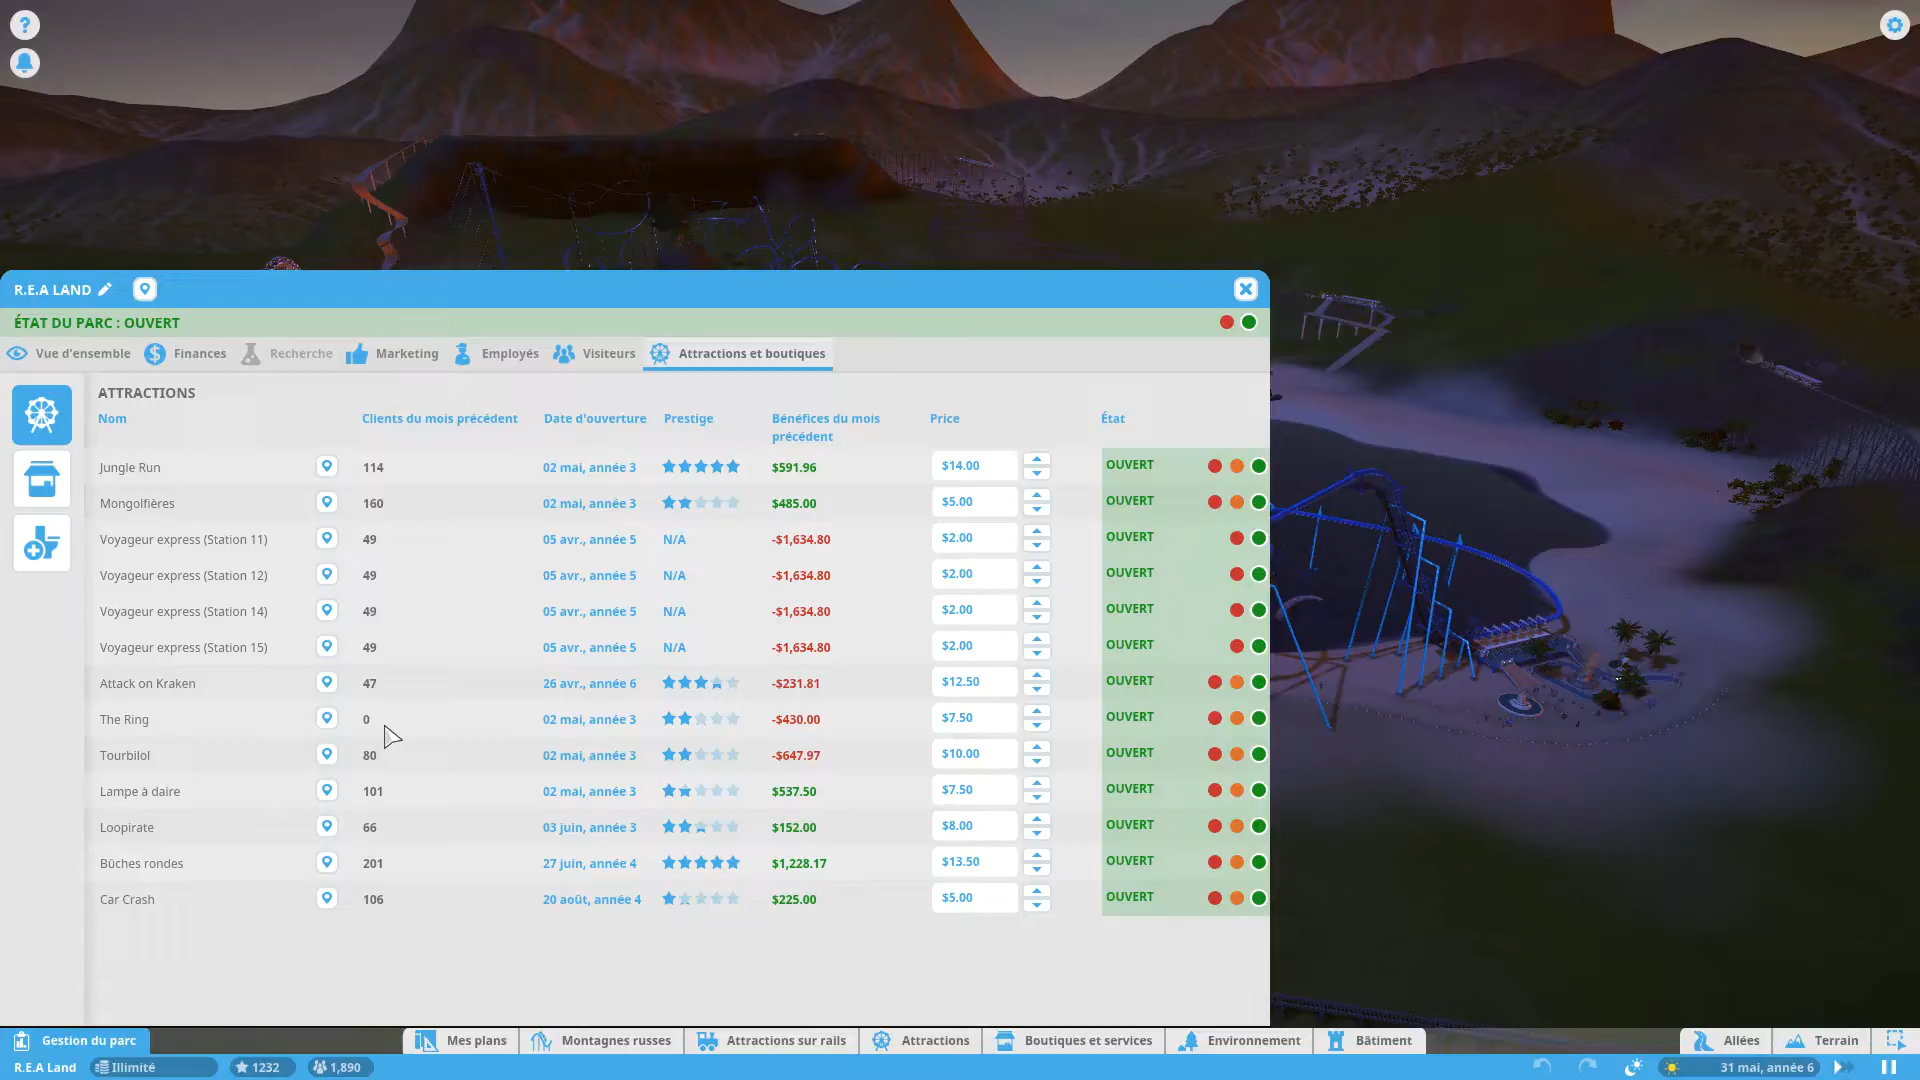 ?
R.E.A LAND
ÉTAT DU PARC : OUVERT
Vue d'ensemble Finances Recherche Marketing Employés Visiteurs Attractions et boutiques
ATTRACTIONS
Nom Clients du mois précédent Date d'ouverture Prestige Bénéfices du mois précédent Price État
Jungle Run 114 02 mai, année 3 $591.96 $14.00 OUVERT
Mongolfières 160 02 mai, année 3 $485.00 $5.00 OUVERT
Voyageur express (Station 11) 49 05 avr., année 5 N/A -$1,634.80 $2.00 OUVERT
Voyageur express (Station 12) 49 05 avr., année 5 N/A -$1,634.80 $2.00 OUVERT
Voyageur express (Station 14) 49 05 avr., année 5 N/A -$1,634.80 $2.00 OUVERT
Voyageur express (Station 15) 49 05 avr., année 5 N/A -$1,634.80 $2.00 OUVERT
Attack on Kraken 47 26 avr., année 6 -$231.81 $12.50 OUVERT
The Ring 0 02 mai, année 3 -$430.00 $7.50 OUVERT
Tourbilol 80 02 mai, année 3 -$647.97 $10.00 OUVERT
Lampe à daire 101 02 mai, année 3 $537.50 $7.50 OUVERT
Loopirate 66 03 juin, année 3 $152.00 $8.00 OUVERT
Bûches rondes 201 27 juin, année 4 $1,228.17 $13.50 OUVERT
Car Crash 106 20 août, année 4 $225.00 $5.00 OUVERT
Gestion du parc Mes plans Montagnes russes Attractions sur rails Attractions Boutiques et services Environnement Bâtiment Allées Terrain
R.E.A Land Illimité 1232 1,890 31 mai, année 6